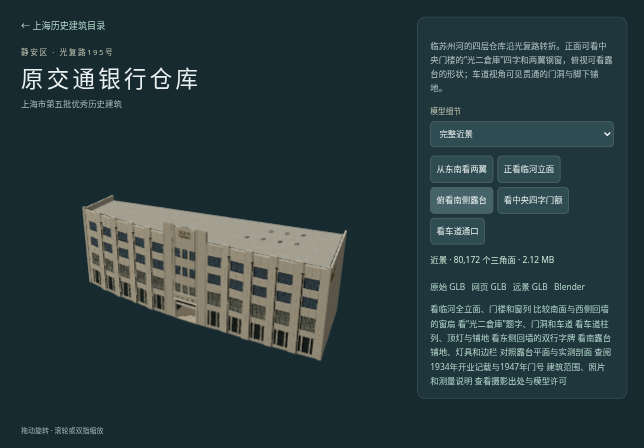 ← 上海历史建筑目录
静安区 · 光复路195号
原交通银行仓库
上海市第五批优秀历史建筑
拖动旋转 · 滚轮或双指缩放
临苏州河的四层仓库沿光复路转折。正面可看中
央门楼的“光二倉庫”四字和两翼钢窗，俯视可看露
台的形状；车道视角可见贯通的门洞与脚下铺
地。
模型细节
完整近景
从东南看两翼
正看临河立面
俯看南侧露台
看中央四字门额
看车道通口
近景 · 80,172 个三角面 · 2.12 MB
原始 GLB 网页 GLB 远景 GLB Blender
看临河全立面、门楼和窗列 比较南面与西侧回墙
的窗扇 看“光二倉庫”题字、门洞和车道 看车道柱
列、顶灯与铺地 看东侧回墙的双行字牌 看南露台
铺地、灯具和边栏 对照露台平面与实测剖面 查阅
1934年开业记载与1947年门号 建筑范围、照片
和测量说明 查看摄影出处与模型许可